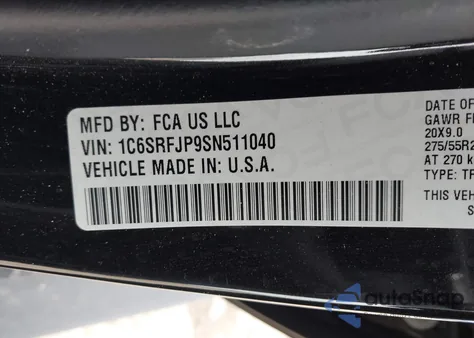 MFD BY: FCA US LLC
VIN: 1C6SRFJP9SN511040
VEHICLE MADE IN: U.S.A.
DATE OF
GAWR F
20X9.0
275/55R2
AT 270 k
TYPE: TR
THIS VEH
S
autoSnap